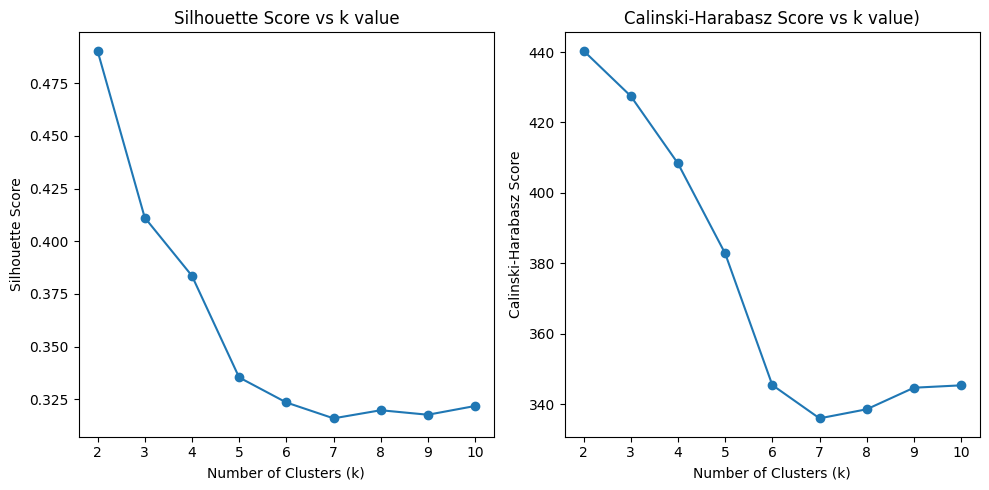 Silhouette Score vs k value
Silhouette Score
0.475
0.450
0.425
0.400
0.375
0.350
0.325
2 3 4 5 6 7 8 9 10
Number of Clusters (k)
Calinski-Harabasz Score vs k value)
Calinski-Harabasz Score
440
420
400
380
360
340
2 3 4 5 6 7 8 9 10
Number of Clusters (k)